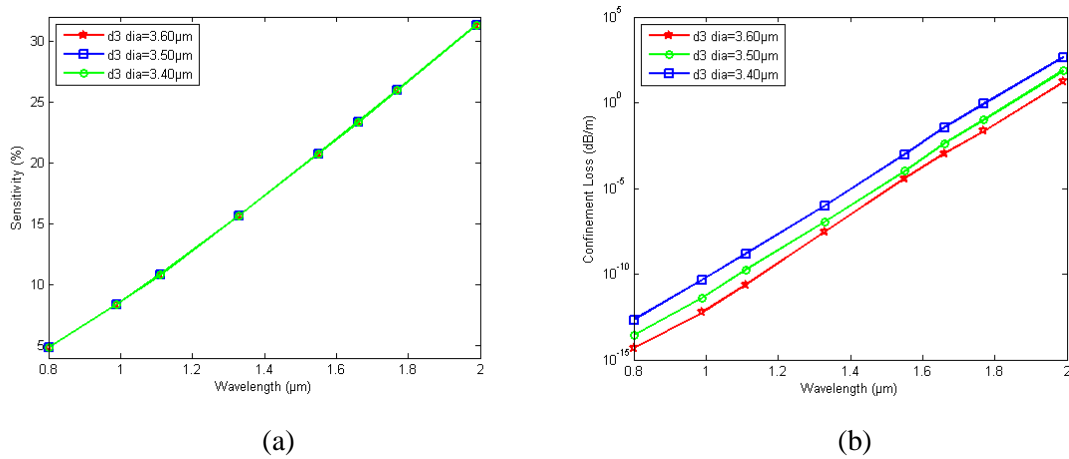 30
25
20
15
10
5
Sensitivity (%)
d3 dia=3.60µm
d3 dia=3.50µm
d3 dia=3.40µm
0.8 1 1.2 1.4 1.6 1.8 2
Wavelength (µm)
(a)
10^5
10^0
10^-5
10^-10
10^-15
Confinement Loss (dB/m)
d3 dia=3.60µm
d3 dia=3.50µm
d3 dia=3.40µm
0.8 1 1.2 1.4 1.6 1.8 2
Wavelength (µm)
(b)